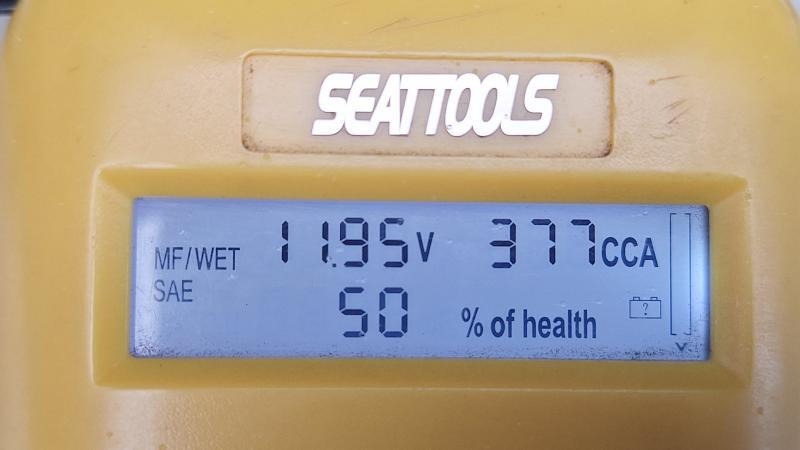 SEATTOOLS
MF/WET 11.95V 377CCA
SAE
50 % of health
?